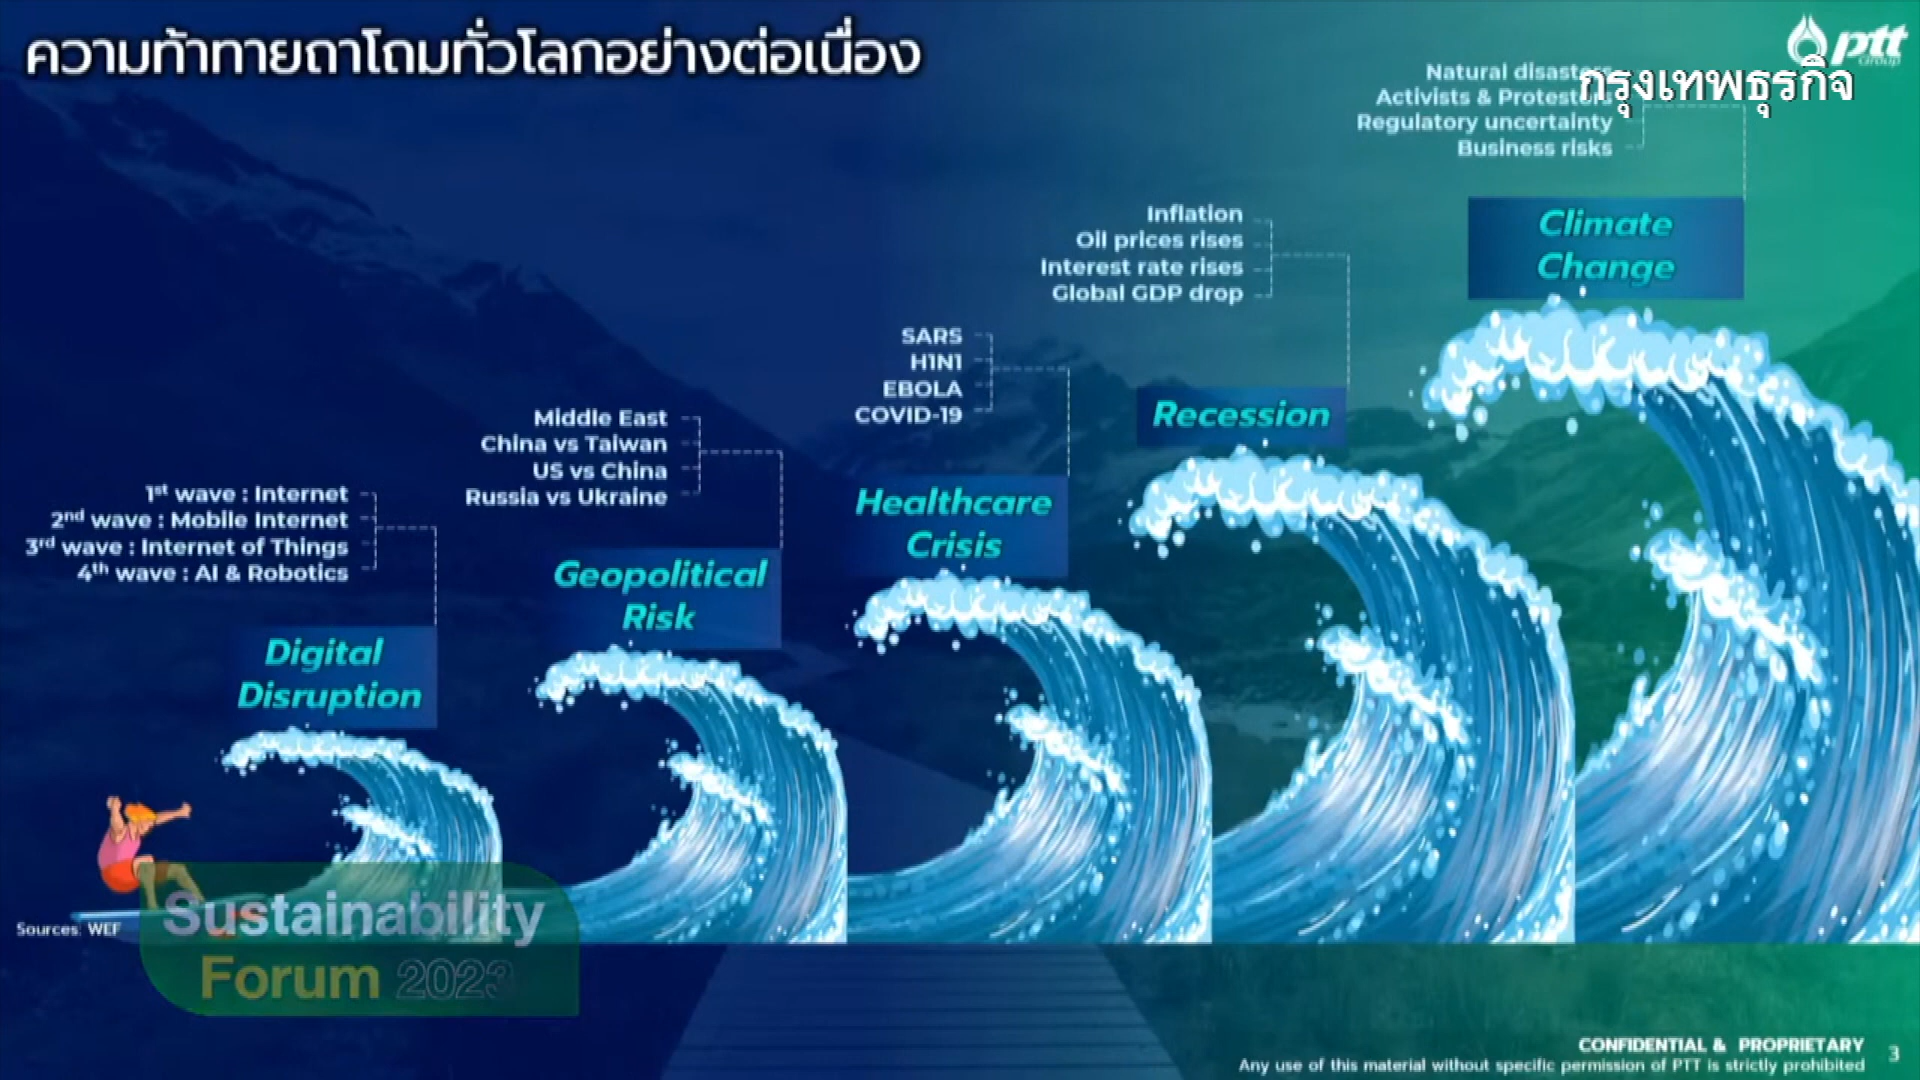 ความท้าทายถาโถมทั่วโลกอย่างต่อเนื่อง
ptt
Group
กรุงเทพธุรกิจ
Natural disasters
Activists & Protestors
Regulatory uncertainty
Business risks
Climate
Change
Inflation
Oil prices rises
Interest rate rises
Global GDP drop
Recession
SARS
H1N1
EBOLA
COVID-19
Healthcare
Crisis
Middle East
China vs Taiwan
US vs China
Russia vs Ukraine
Geopolitical
Risk
1st wave : Internet
2nd wave : Mobile Internet
3rd wave : Internet of Things
4th wave : AI & Robotics
Digital
Disruption
Sources: WEF
Sustainability
Forum 2023
CONFIDENTIAL & PROPRIETARY
Any use of this material without specific permission of PTT is strictly prohibited
3